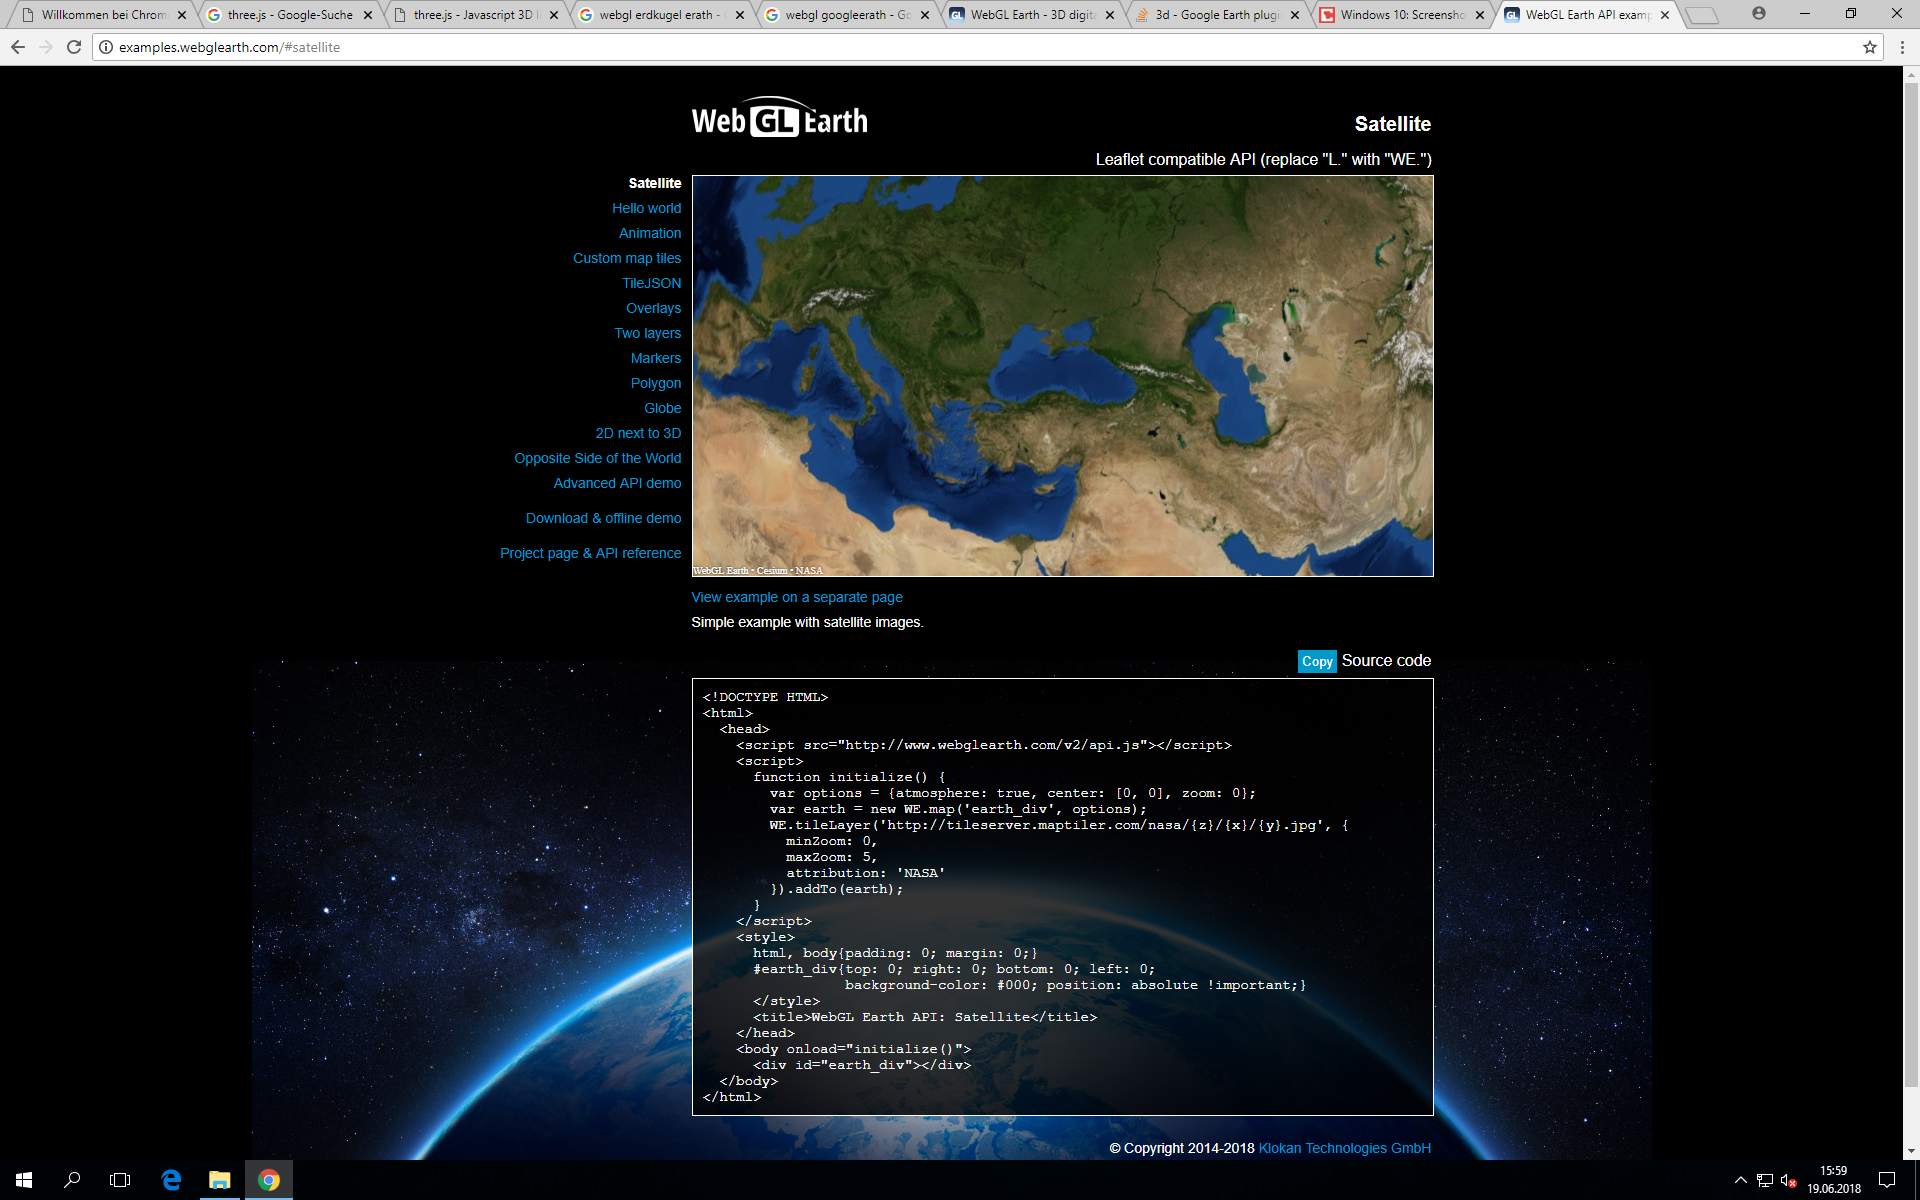 Willkommen bei Chrom
three.js - Google-Suche
three.js - Javascript 3D l
webgl erdkugel erath -
webgl googleerath - Go
WebGL Earth - 3D digita
3d - Google Earth plugi
Windows 10: Screensho
WebGL Earth API examp
examples.webglearth.com/#satellite
Web GL Earth
Satellite
Leaflet compatible API (replace "L." with "WE.")
Satellite
Hello world
Animation
Custom map tiles
TileJSON
Overlays
Two layers
Markers
Polygon
Globe
2D next to 3D
Opposite Side of the World
Advanced API demo
Download & offline demo
Project page & API reference
WebGL Earth • Cesium • NASA
View example on a separate page
Simple example with satellite images.
Copy Source code
<!DOCTYPE HTML>
<html>
  <head>
    <script src="http://www.webglearth.com/v2/api.js"></script>
    <script>
      function initialize() {
        var options = {atmosphere: true, center: [0, 0], zoom: 0};
        var earth = new WE.map('earth_div', options);
        WE.tileLayer('http://tileserver.maptiler.com/nasa/{z}/{x}/{y}.jpg', {
          minZoom: 0,
          maxZoom: 5,
          attribution: 'NASA'
        }).addTo(earth);
      }
    </script>
    <style>
      html, body{padding: 0; margin: 0;}
      #earth_div{top: 0; right: 0; bottom: 0; left: 0;
                 background-color: #000; position: absolute !important;}
      </style>
      <title>WebGL Earth API: Satellite</title>
    </head>
    <body onload="initialize()">
      <div id="earth_div"></div>
  </body>
</html>
© Copyright 2014-2018 Klokan Technologies GmbH
15:59
19.06.2018